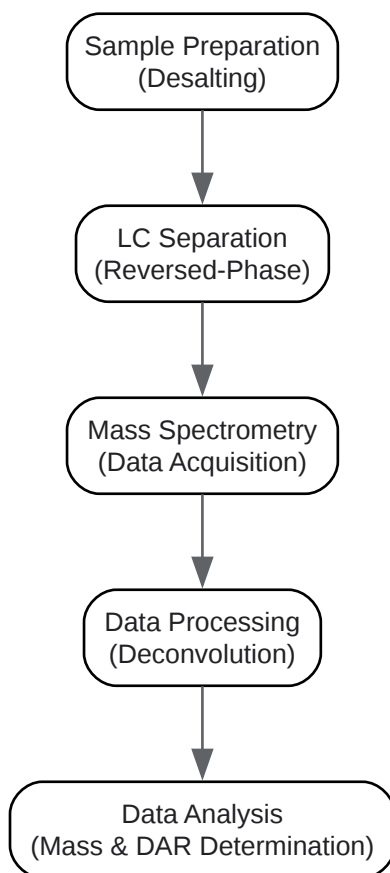 Sample Preparation
(Desalting)
LC Separation
(Reversed-Phase)
Mass Spectrometry
(Data Acquisition)
Data Processing
(Deconvolution)
Data Analysis
(Mass & DAR Determination)